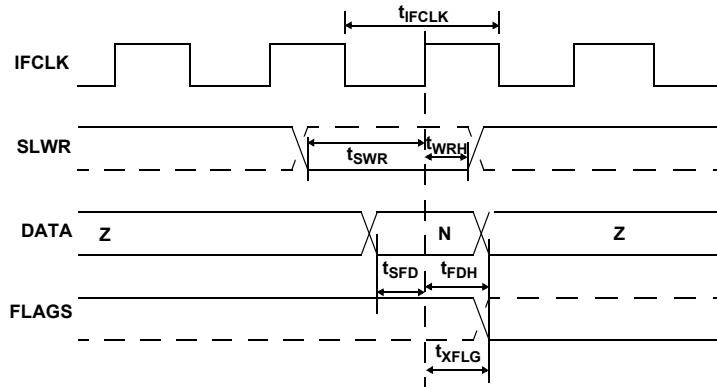 tIFCLK
IFCLK
SLWR
tSWR
tWRH
DATA
Z
N
Z
tSFD
tFDH
FLAGS
tXFLG